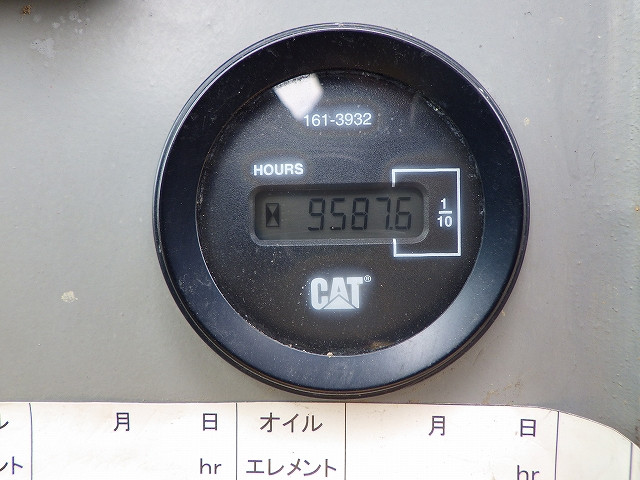 161-3932
HOURS
9587.6
1/10
CAT®
月 日 オイル 月 日
hr エレメント hr